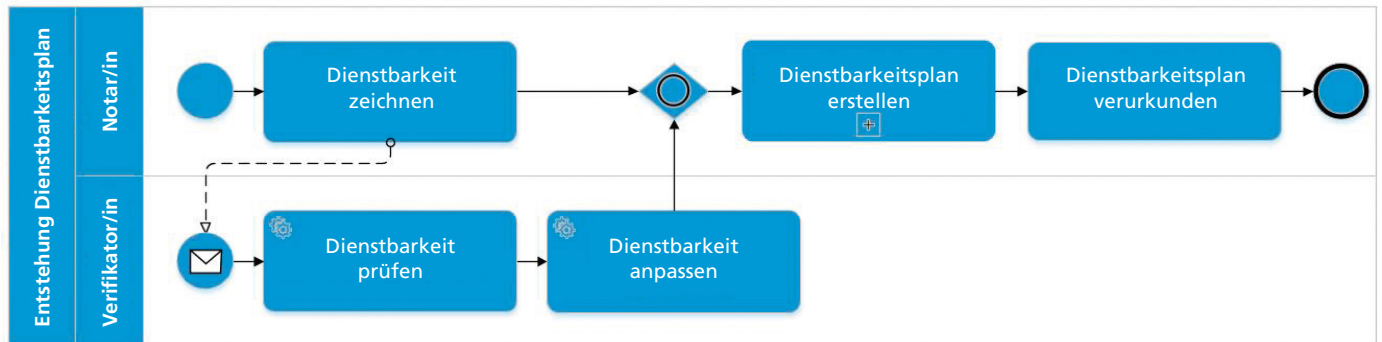 Entstehung Dienstbarkeitsplan
Notar/in
Dienstbarkeit
zeichnen
Dienstbarkeitsplan
erstellen
Dienstbarkeitsplan
verurkunden
Verifikator/in
Dienstbarkeit
prüfen
Dienstbarkeit
anpassen